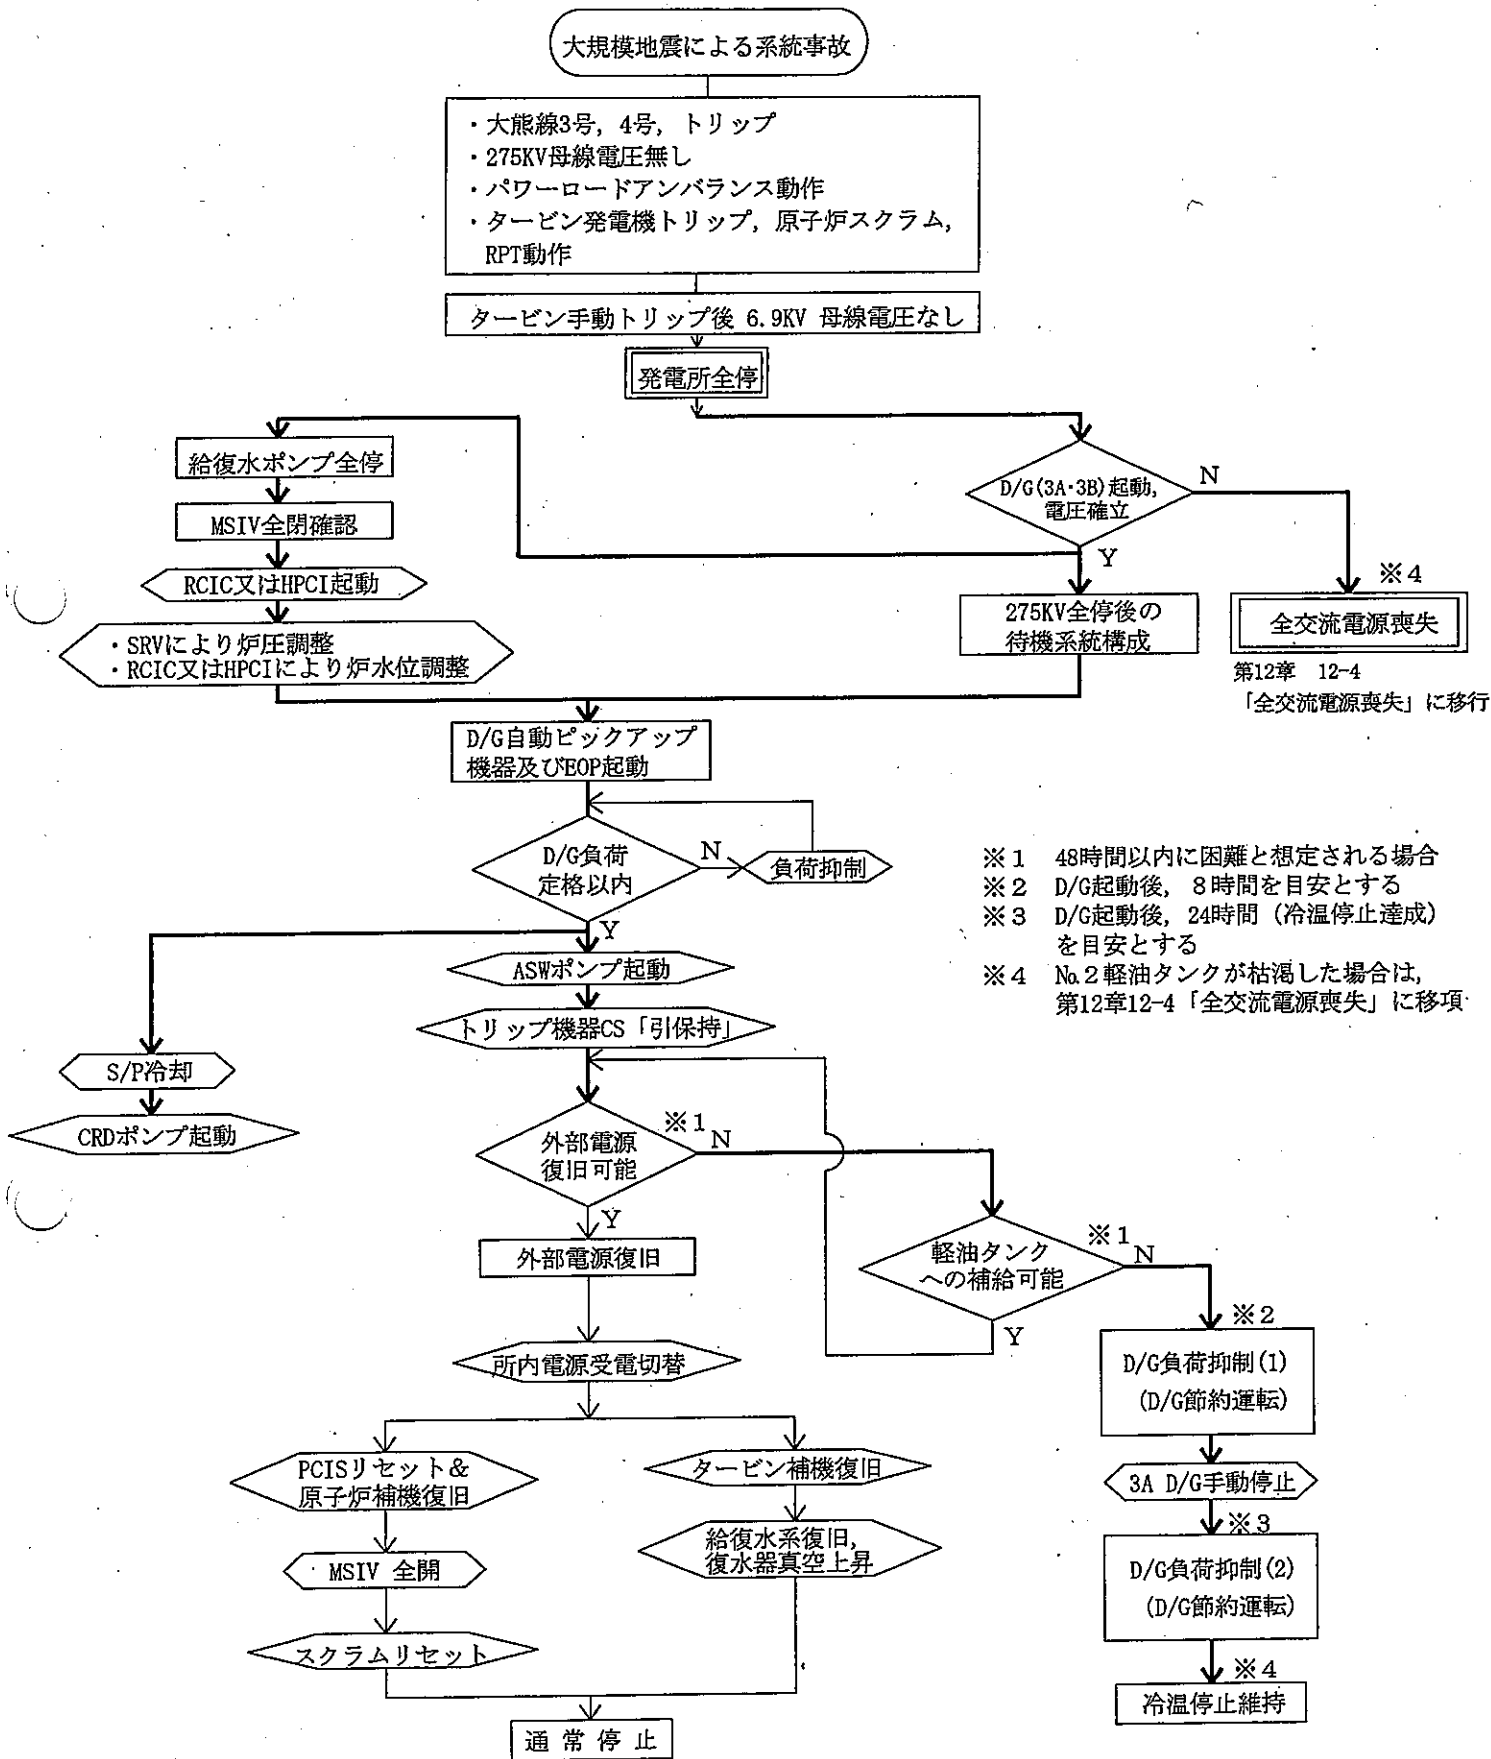 大規模地震による系統事故
・大熊線3号, 4号, トリップ
・275KV母線電圧無し
・パワーロードアンバランス動作
・タービン発電機トリップ, 原子炉スクラム,
RPT動作
タービン手動トリップ後 6.9KV 母線電圧なし
発電所全停
給復水ポンプ全停
MSIV全閉確認
RCIC又はHPCI起動
・SRVにより炉圧調整
・RCIC又はHPCIにより炉水位調整
D/G(3A·3B)起動,
電圧確立
N
Y
275KV全停後の
待機系統構成
※4
全交流電源喪失
第12章 12-4
「全交流電源喪失」に移行
D/G自動ピックアップ
機器及びEOP起動
D/G負荷
定格以内
N
負荷抑制
Y
※1 48時間以内に困難と想定される場合
※2 D/G起動後, 8時間を目安とする
※3 D/G起動後, 24時間（冷温停止達成）
を目安とする
※4 №2軽油タンクが枯渇した場合は,
第12章12-4「全交流電源喪失」に移項
ASWポンプ起動
トリップ機器CS「引保持」
S/P冷却
CRDポンプ起動
外部電源
復旧可能
※1
N
Y
外部電源復旧
軽油タンク
への補給可能
※1
N
Y
所内電源受電切替
※2
D/G負荷抑制(1)
(D/G節約運転)
3A D/G手動停止
※3
D/G負荷抑制(2)
(D/G節約運転)
※4
冷温停止維持
PCISリセット＆
原子炉補機復旧
MSIV 全開
スクラムリセット
タービン補機復旧
給復水系復旧,
復水器真空上昇
通常停止